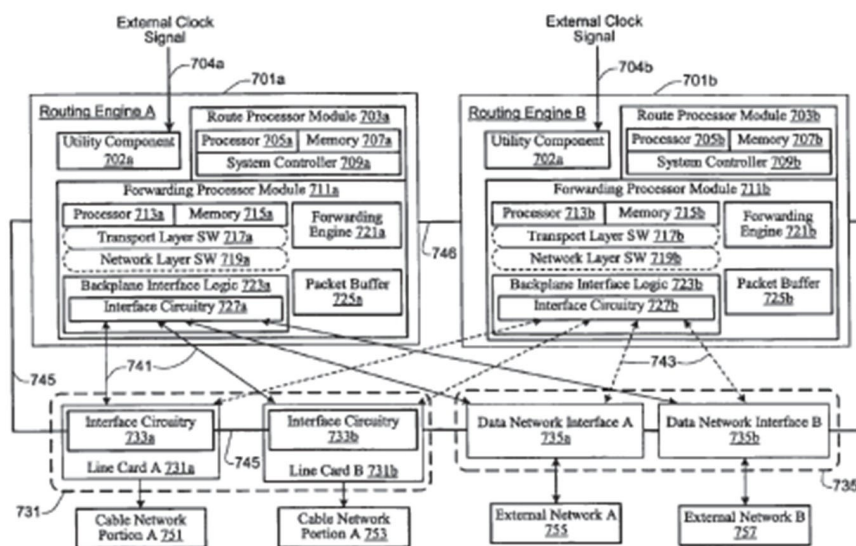 External Clock
Signal
704a
701a
Routing Engine A
Route Processor Module 703a
Processor 705a
Memory 707a
System Controller 709a
Utility Component
702a
Forwarding Processor Module 711a
Processor 713a
Memory 715a
Transport Layer SW 717a
Network Layer SW 719a
Forwarding
Engine 721a
Backplane Interface Logic 723a
Interface Circuitry 727a
Packet Buffer
725a
External Clock
Signal
704b
701b
Routing Engine B
Route Processor Module 703b
Processor 705b
Memory 707b
System Controller 709b
Utility Component
702a
Forwarding Processor Module 711b
Processor 713b
Memory 715b
Transport Layer SW 717b
Network Layer SW 719b
Forwarding
Engine 721b
Backplane Interface Logic 723b
Interface Circuitry 727b
Packet Buffer
725b
746
745
741
743
Interface Circuitry
733a
Line Card A 731a
745
Interface Circuitry
733b
Line Card B 731b
Data Network Interface A
735a
Data Network Interface B
735b
731
735
Cable Network
Portion A 751
Cable Network
Portion A 753
External Network A
755
External Network B
757